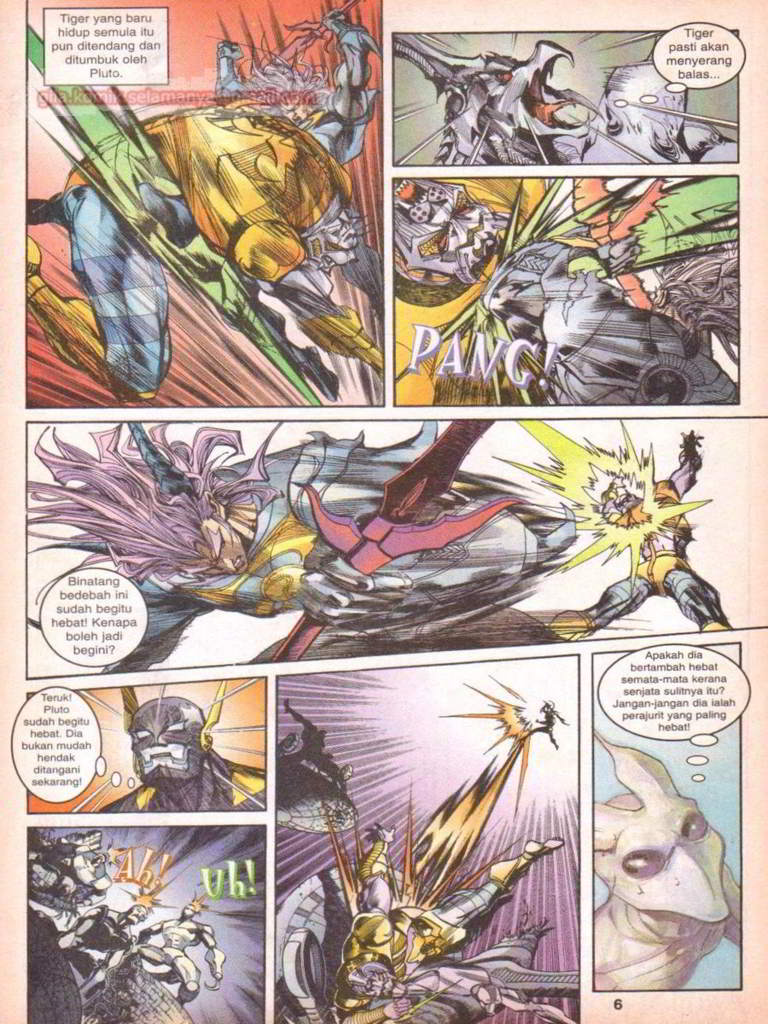 Tiger yang baru
hidup semula itu
pun ditendang dan
ditumbuk oleh
Pluto.
Tiger
pasti akan
menyerang
balas...
PANG!
Binatang
bedebah ini
sudah begitu
hebat! Kenapa
boleh jadi
begini?
Teruk!
Pluto
sudah begitu
hebat. Dia
bukan mudah
hendak
ditangani
sekarang!
Ah!
Uh!
Apakah dia
bertambah hebat
semata-mata kerana
senjata sulitnya itu?
Jangan-jangan dia ialah
perajurit yang paling
hebat!
6